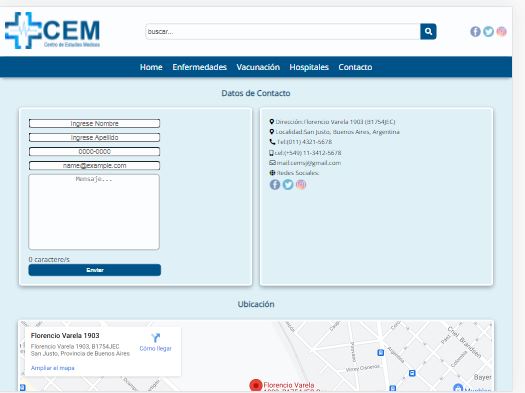 CEM
Centro de Estudios Médicos
buscar...
Home Enfermedades Vacunación Hospitales Contacto
Datos de Contacto
Ingrese Nombre
Ingrese Apellido
0000-0000
name@example.com
Mensaje...
0 caractere/s
Enviar
Dirección:Florencio Varela 1903 (B1754JEC)
Localidad:San Justo, Buenos Aires, Argentina
Tel:(011) 4321-5678
cel:(+549) 11-3412-5678
mail:cemsj@gmail.com
Redes Sociales:
Ubicación
Florencio Varela 1903
Florencio Varela 1903, B1754JEC
San Justo, Provincia de Buenos Aires
Cómo llegar
Ampliar el mapa
Florencio Varela
Bayer